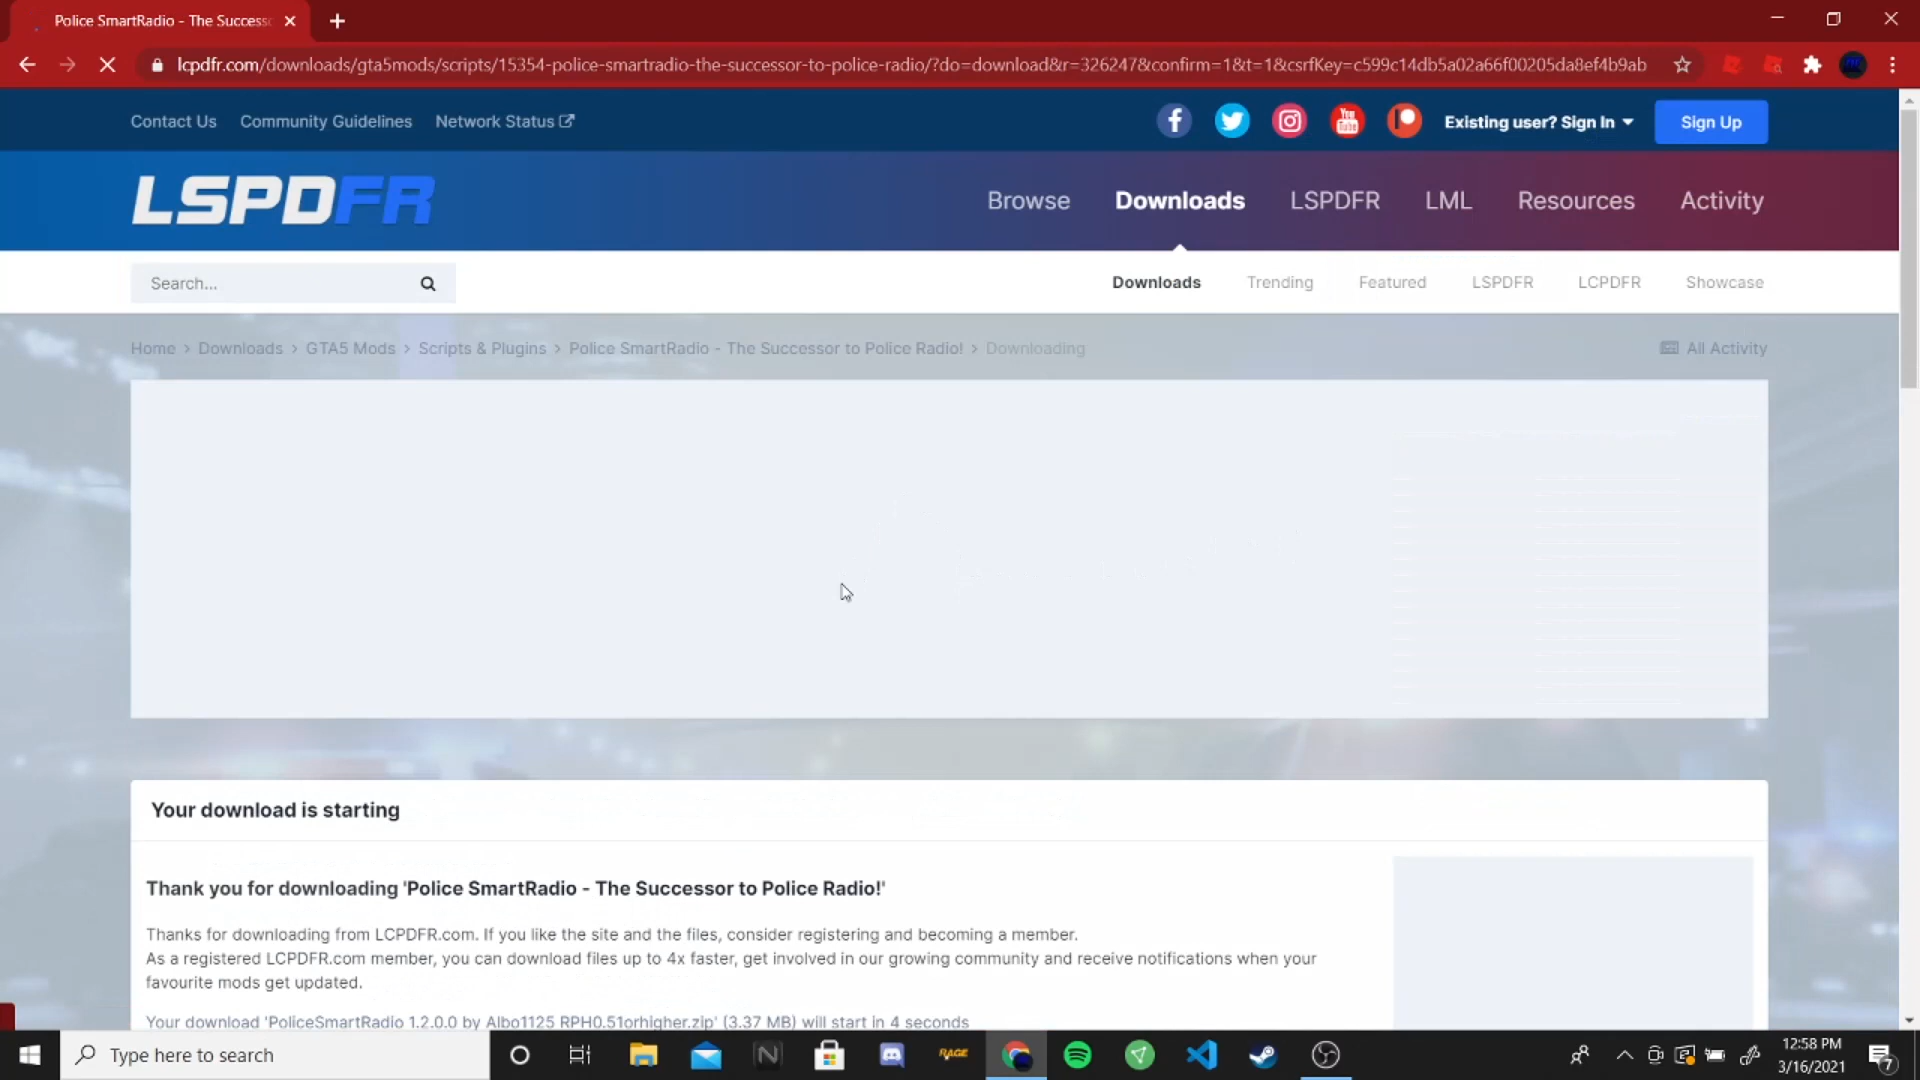 Police SmartRadio - The Success
lcpdfr.com/downloads/gta5mods/scripts/15354-police-smartradio-the-successor-to-police-radio/?do=download&r=326247&confirm=1&t=1&csrfKey=c599c14db5a02a66f00205da8ef4b9ab
Contact Us Community Guidelines Network Status
You Tube
Existing user? Sign In Sign Up
LSPDFR
Browse Downloads LSPDFR LML Resources Activity
Search...
Downloads Trending Featured LSPDFR LCPDFR Showcase
Home > Downloads > GTA5 Mods > Scripts & Plugins > Police SmartRadio - The Successor to Police Radio! > Downloading
All Activity
Your download is starting
Thank you for downloading 'Police SmartRadio - The Successor to Police Radio!'
Thanks for downloading from LCPDFR.com. If you like the site and the files, consider registering and becoming a member.
As a registered LCPDFR.com member, you can download files up to 4x faster, get involved in our growing community and receive notifications when your
favourite mods get updated.
Your download 'PoliceSmartRadio 1.2.0.0 by Albo1125 RPH0.51orhigher.zip' (3.37 MB) will start in 4 seconds
Type here to search
N
RAGE
12:58 PM
3/16/2021
7